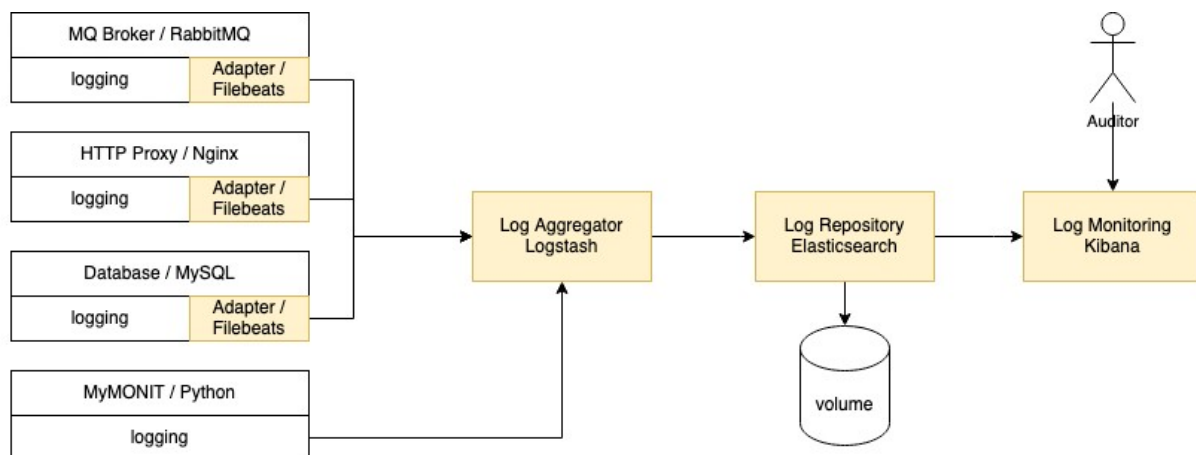 MQ Broker / RabbitMQ
logging
Adapter /
Filebeats
HTTP Proxy / Nginx
logging
Adapter /
Filebeats
Database / MySQL
logging
Adapter /
Filebeats
MyMONIT / Python
logging
Log Aggregator
Logstash
Log Repository
Elasticsearch
volume
Auditor
Log Monitoring
Kibana